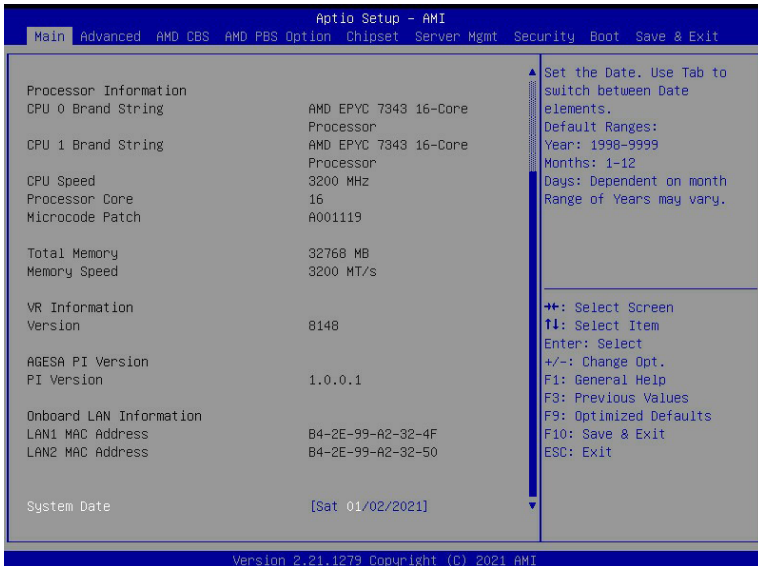 Aptio Setup - AMI
Main Advanced AMD CBS AMD PBS Option Chipset Server Mgmt Security Boot Save & Exit
Processor Information
CPU 0 Brand String AMD EPYC 7343 16-Core
Processor
CPU 1 Brand String AMD EPYC 7343 16-Core
Processor
CPU Speed 3200 MHz
Processor Core 16
Microcode Patch A001119
Total Memory 32768 MB
Memory Speed 3200 MT/s
VR Information
Version 8148
AGESA PI Version
PI Version 1.0.0.1
Onboard LAN Information
LAN1 MAC Address B4-2E-99-A2-32-4F
LAN2 MAC Address B4-2E-99-A2-32-50
System Date [Sat 01/02/2021]
Set the Date. Use Tab to
switch between Date
elements.
Default Ranges:
Year: 1998-9999
Months: 1-12
Days: Dependent on month
Range of Years may vary.
→←: Select Screen
↑↓: Select Item
Enter: Select
+/-: Change Opt.
F1: General Help
F3: Previous Values
F9: Optimized Defaults
F10: Save & Exit
ESC: Exit
Version 2.21.1279 Copyright (C) 2021 AMI